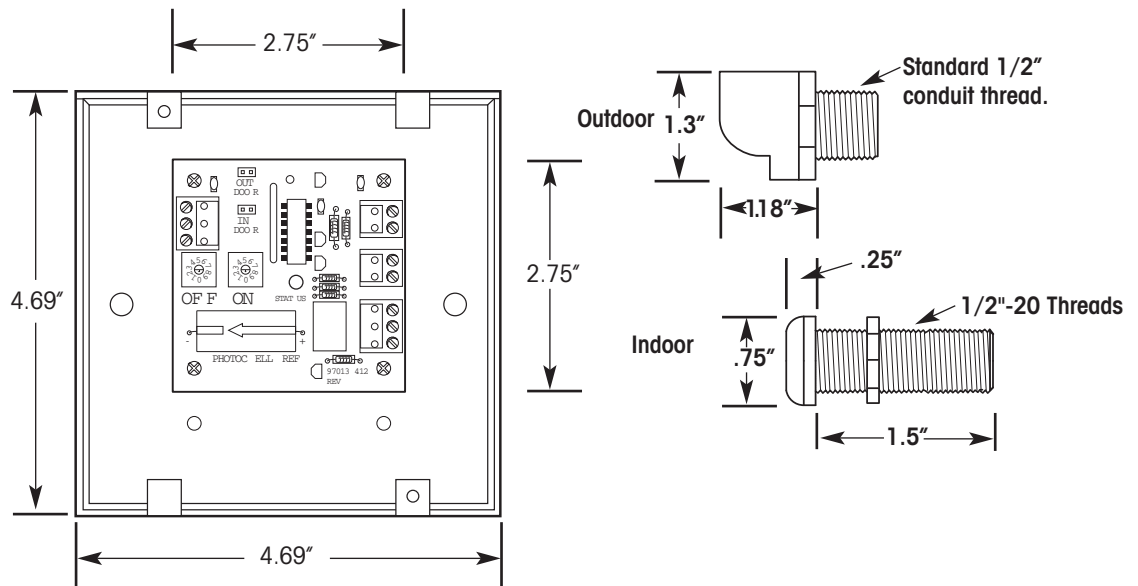 2.75"
4.69"
OUT
DOO R
IN
DOO R
OF F
ON
STAT US
- +
PHOTOC ELL REF
97013 412
REV
2.75"
4.69"
Outdoor
1.3"
Standard 1/2"
conduit thread.
1.18"
.25"
1/2"-20 Threads
Indoor
.75"
1.5"